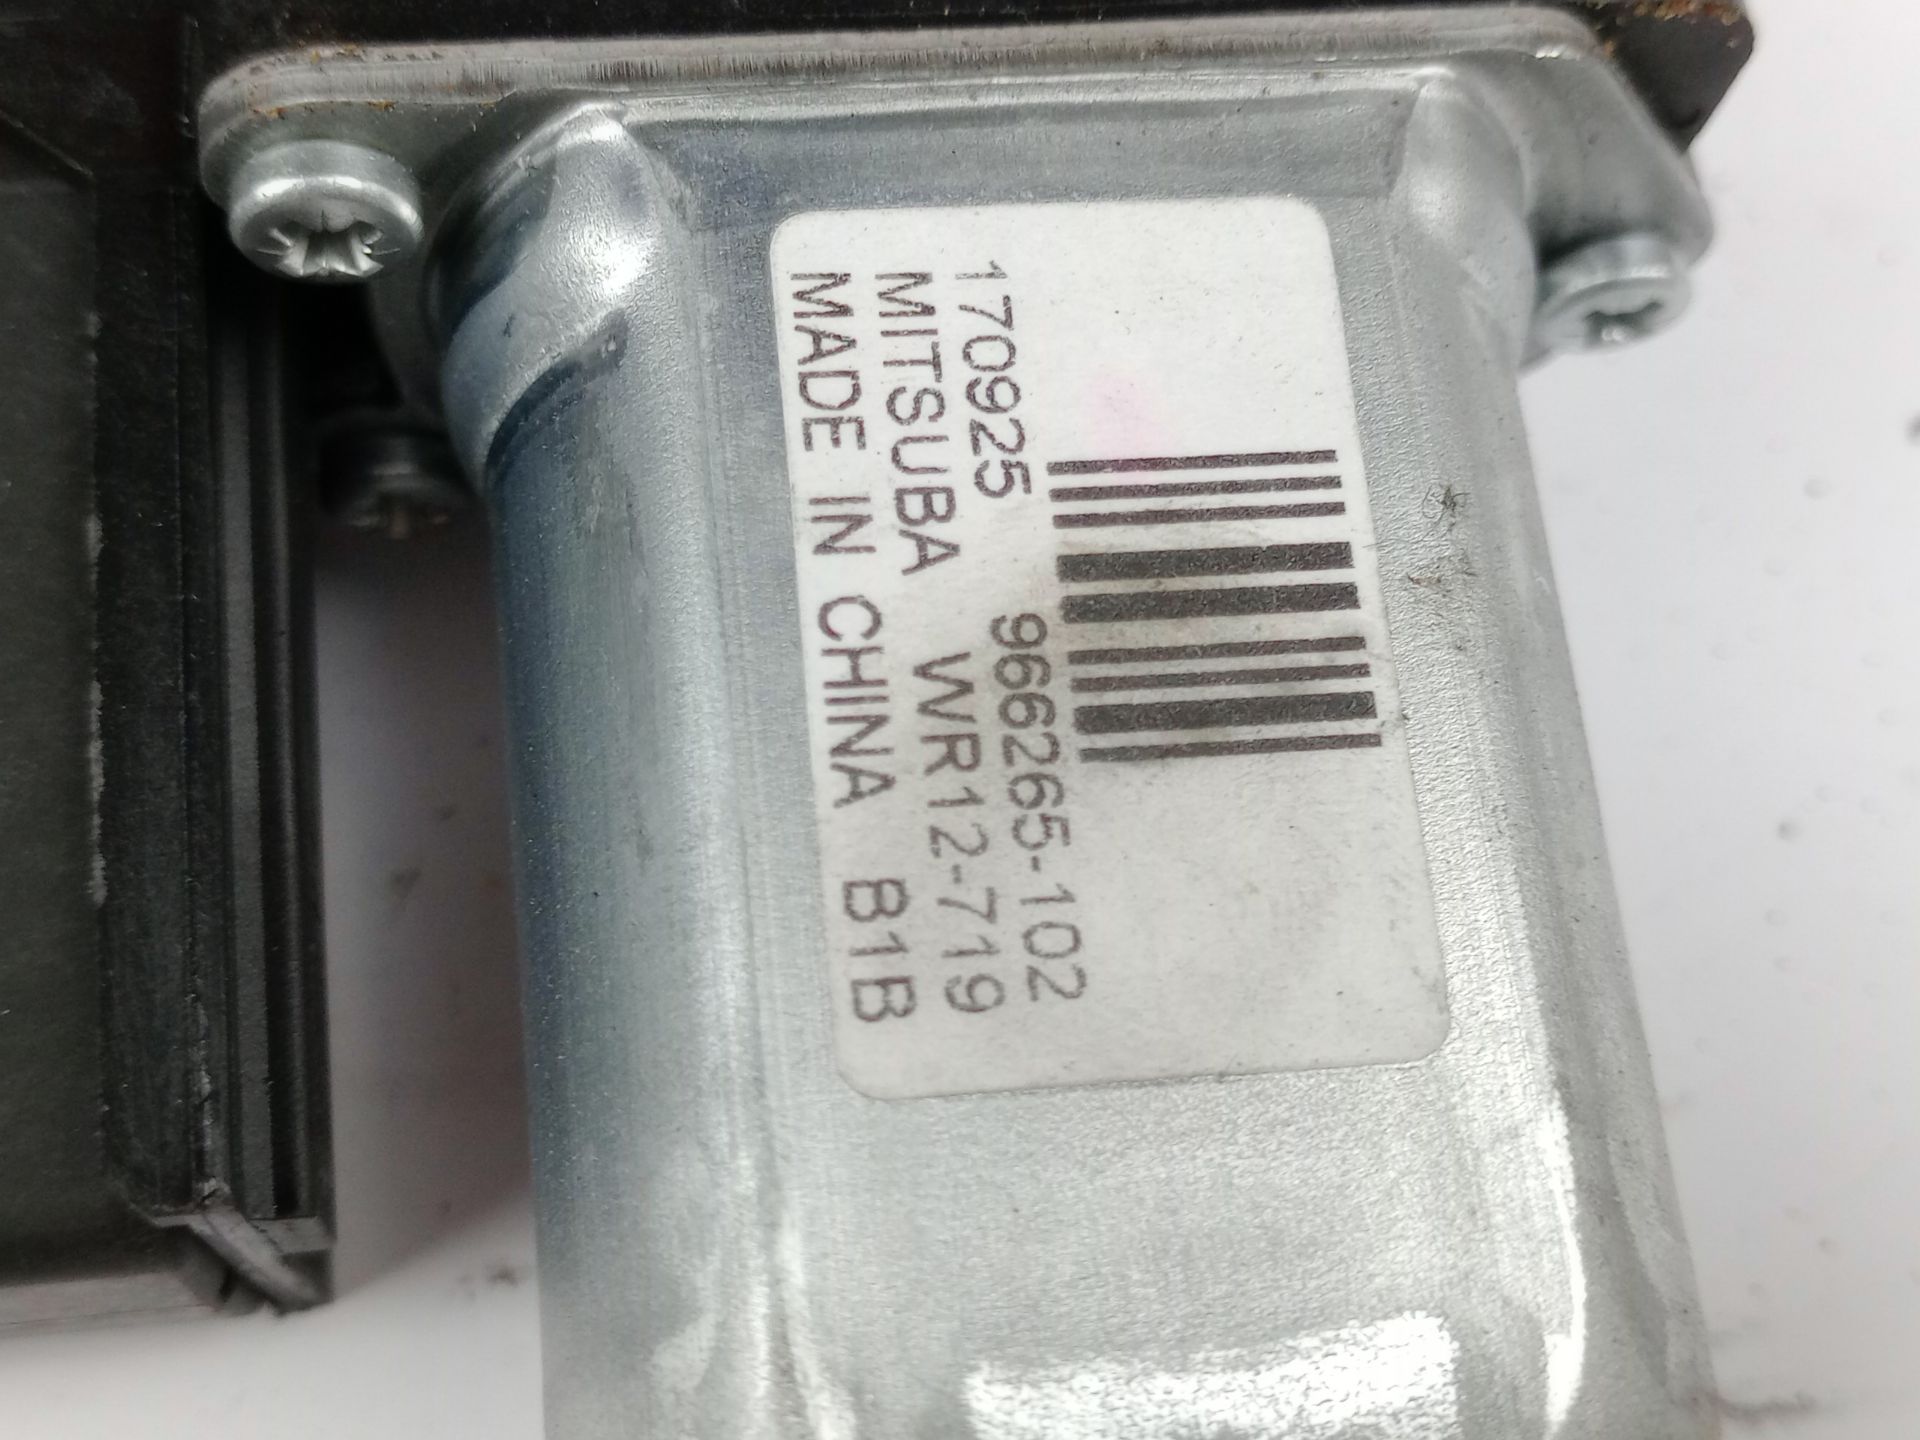 170925 966265-102
MITSUBA WR12-719
MADE IN CHINA B1B